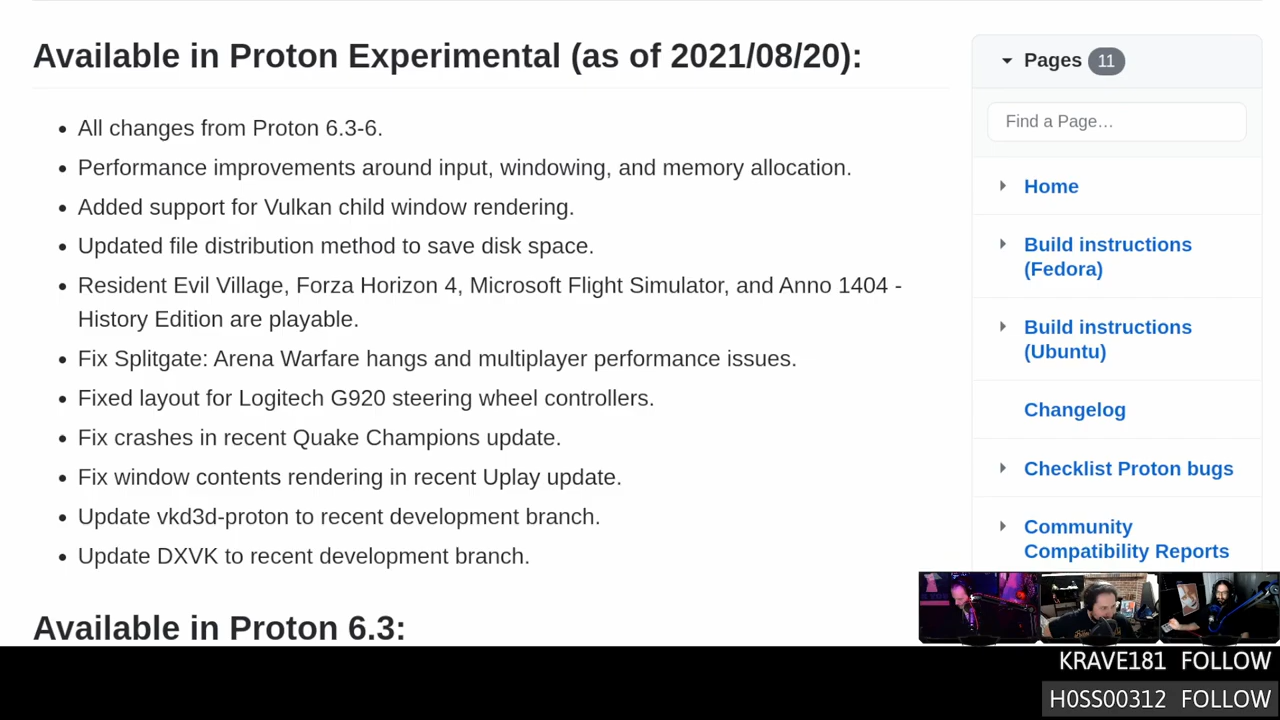 Available in Proton Experimental (as of 2021/08/20):
All changes from Proton 6.3-6.
Performance improvements around input, windowing, and memory allocation.
Added support for Vulkan child window rendering.
Updated file distribution method to save disk space.
Resident Evil Village, Forza Horizon 4, Microsoft Flight Simulator, and Anno 1404 -
History Edition are playable.
Fix Splitgate: Arena Warfare hangs and multiplayer performance issues.
Fixed layout for Logitech G920 steering wheel controllers.
Fix crashes in recent Quake Champions update.
Fix window contents rendering in recent Uplay update.
Update vkd3d-proton to recent development branch.
Update DXVK to recent development branch.
Available in Proton 6.3:
Pages 11
Find a Page…
Home
Build instructions
(Fedora)
Build instructions
(Ubuntu)
Changelog
Checklist Proton bugs
Community
Compatibility Reports
KRAVE181 FOLLOW
H0SS00312 FOLLOW